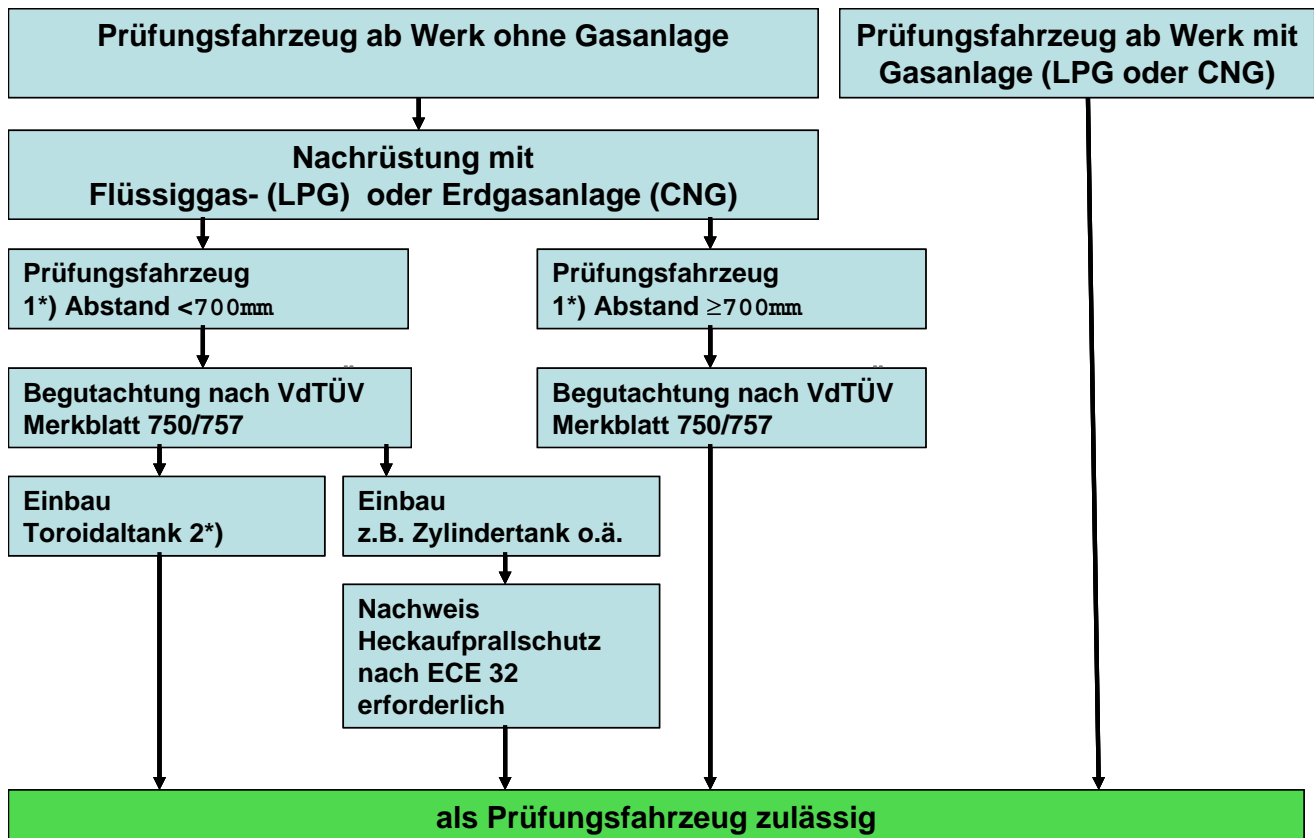 Prüfungsfahrzeug ab Werk ohne Gasanlage
Prüfungsfahrzeug ab Werk mit
Gasanlage (LPG oder CNG)
Nachrüstung mit
Flüssiggas- (LPG) oder Erdgasanlage (CNG)
Prüfungsfahrzeug
1*) Abstand <700mm
Prüfungsfahrzeug
1*) Abstand ≥700mm
Begutachtung nach VdTÜV
Merkblatt 750/757
Begutachtung nach VdTÜV
Merkblatt 750/757
Einbau
Toroidaltank 2*)
Einbau
z.B. Zylindertank o.ä.
Nachweis
Heckaufprallschutz
nach ECE 32
erforderlich
als Prüfungsfahrzeug zulässig